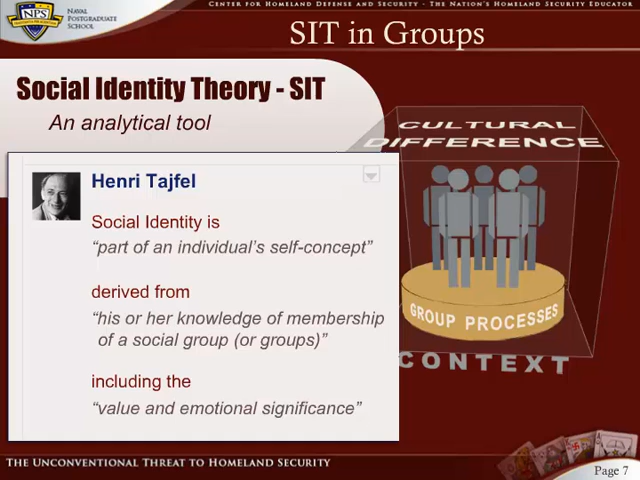 CENTER FOR HOMELAND DEFENSE AND SECURITY - THE NATION'S HOMELAND SECURITY EDUCATOR
NPS
NAVAL
POSTGRADUATE
SCHOOL
SIT in Groups
Social Identity Theory - SIT
An analytical tool
Henri Tajfel
Social Identity is
“part of an individual’s self-concept”
derived from
“his or her knowledge of membership
of a social group (or groups)”
including the
“value and emotional significance”
CULTURAL
DIFFERENCE
GROUP PROCESSES
CONTEXT
THE UNCONVENTIONAL THREAT TO HOMELAND SECURITY
Page 7